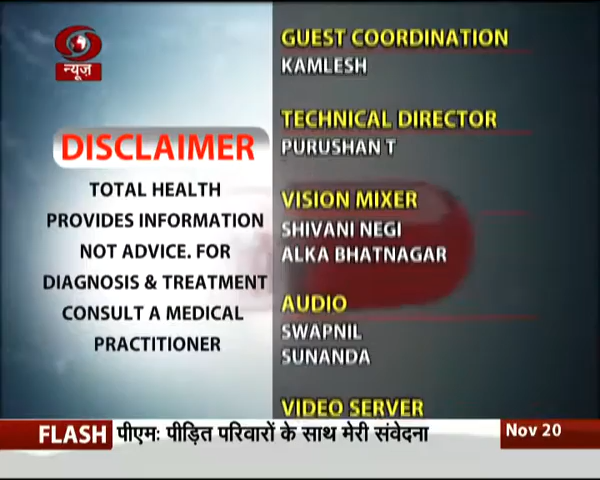 न्यूज़
DISCLAIMER
TOTAL HEALTH
PROVIDES INFORMATION
NOT ADVICE. FOR
DIAGNOSIS & TREATMENT
CONSULT A MEDICAL
PRACTITIONER
GUEST COORDINATION
KAMLESH
TECHNICAL DIRECTOR
PURUSHAN T
VISION MIXER
SHIVANI NEGI
ALKA BHATNAGAR
AUDIO
SWAPNIL
SUNANDA
VIDEO SERVER
FLASH पीएमः पीड़ित परिवारों के साथ मेरी संवेदना Nov 20